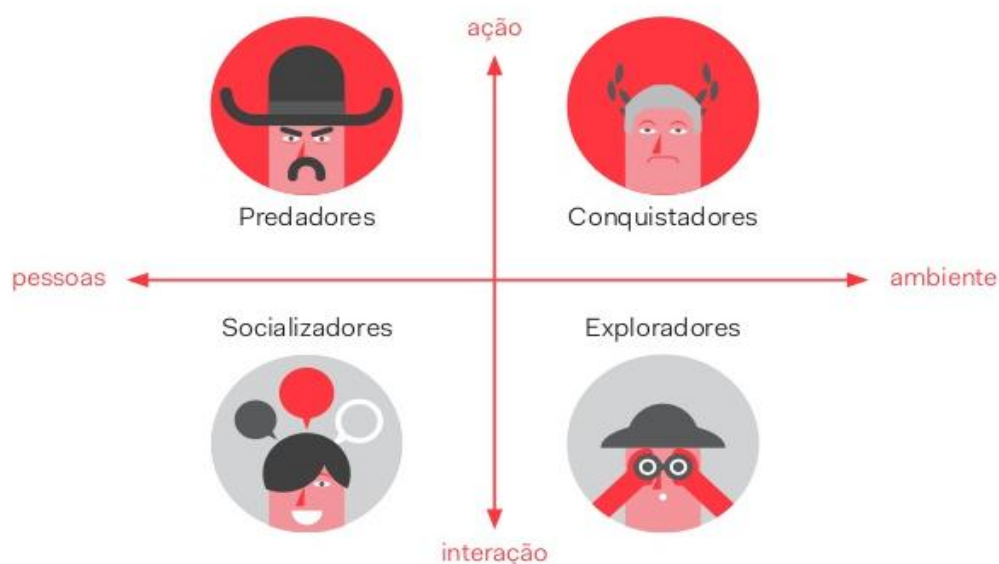 ação
Predadores
Conquistadores
pessoas
ambiente
Socializadores
Exploradores
interação